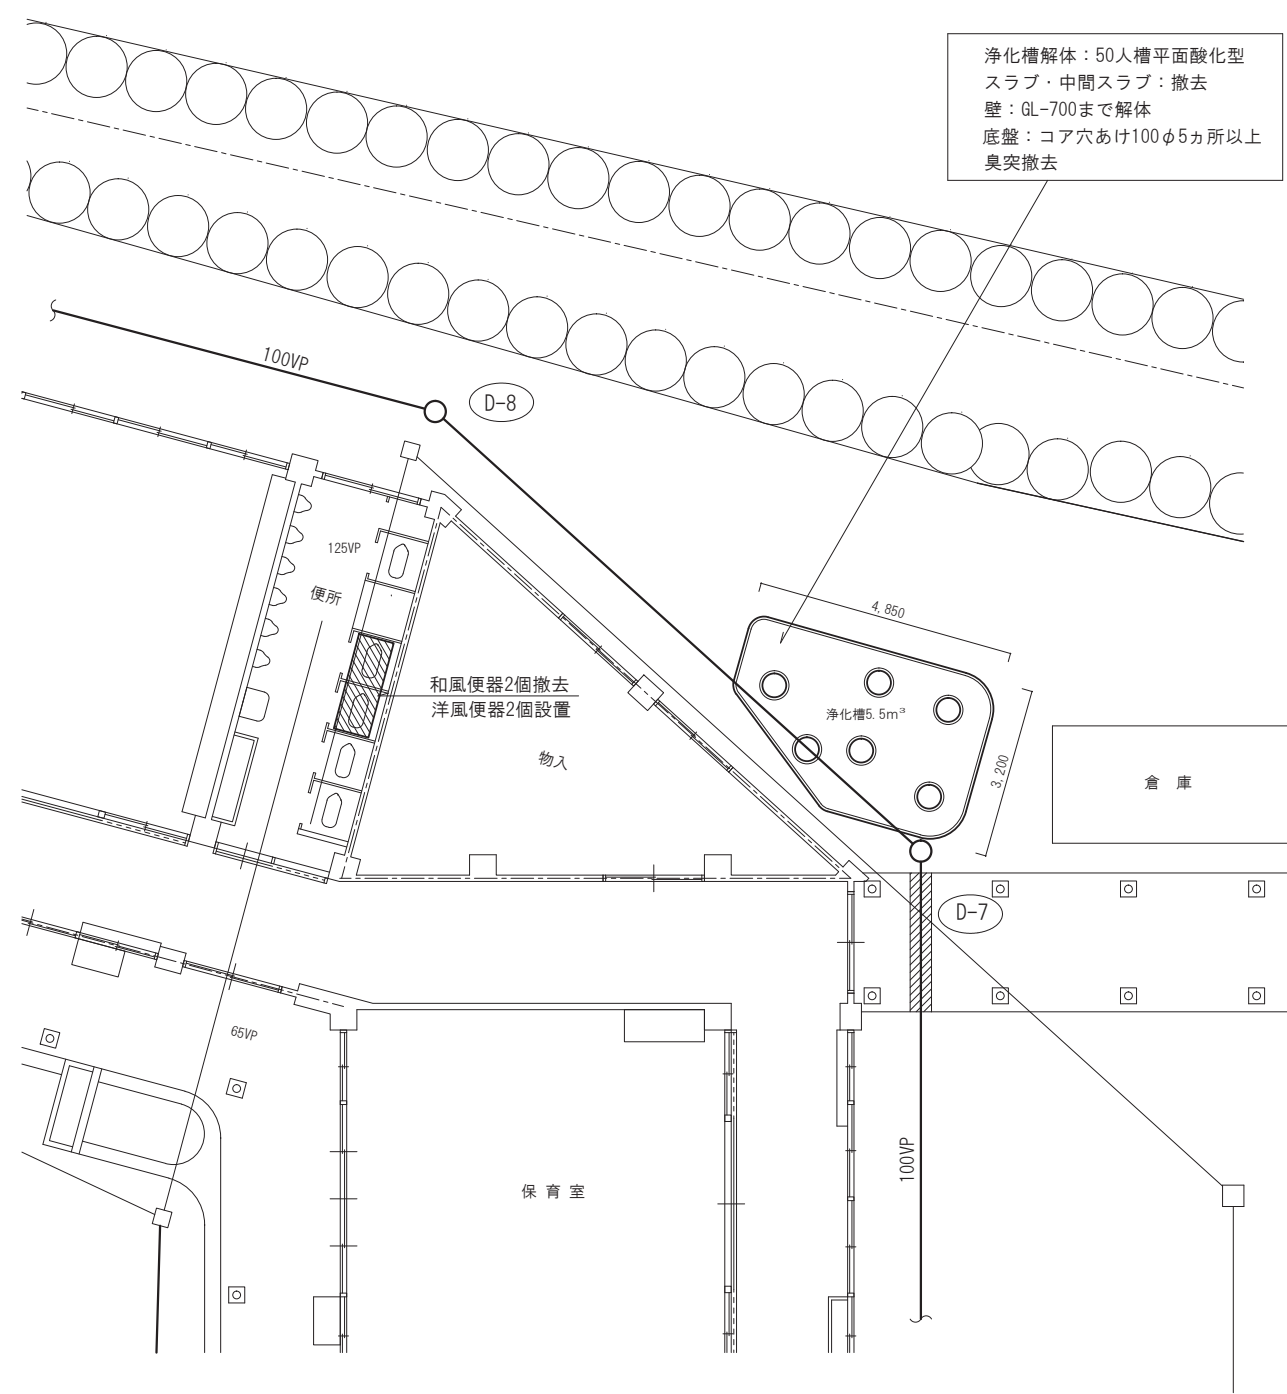 浄化槽解体：50人槽平面酸化型
スラブ・中間スラブ：撤去
壁：GL-700まで解体
底盤：コア穴あけ100φ5ヵ所以上
臭突撤去
100VP
D-8
125VP
便所
4,850
和風便器2個撤去
洋風便器2個設置
浄化槽5.5m³
物入
3,200
倉 庫
D-7
65VP
100VP
保 育 室